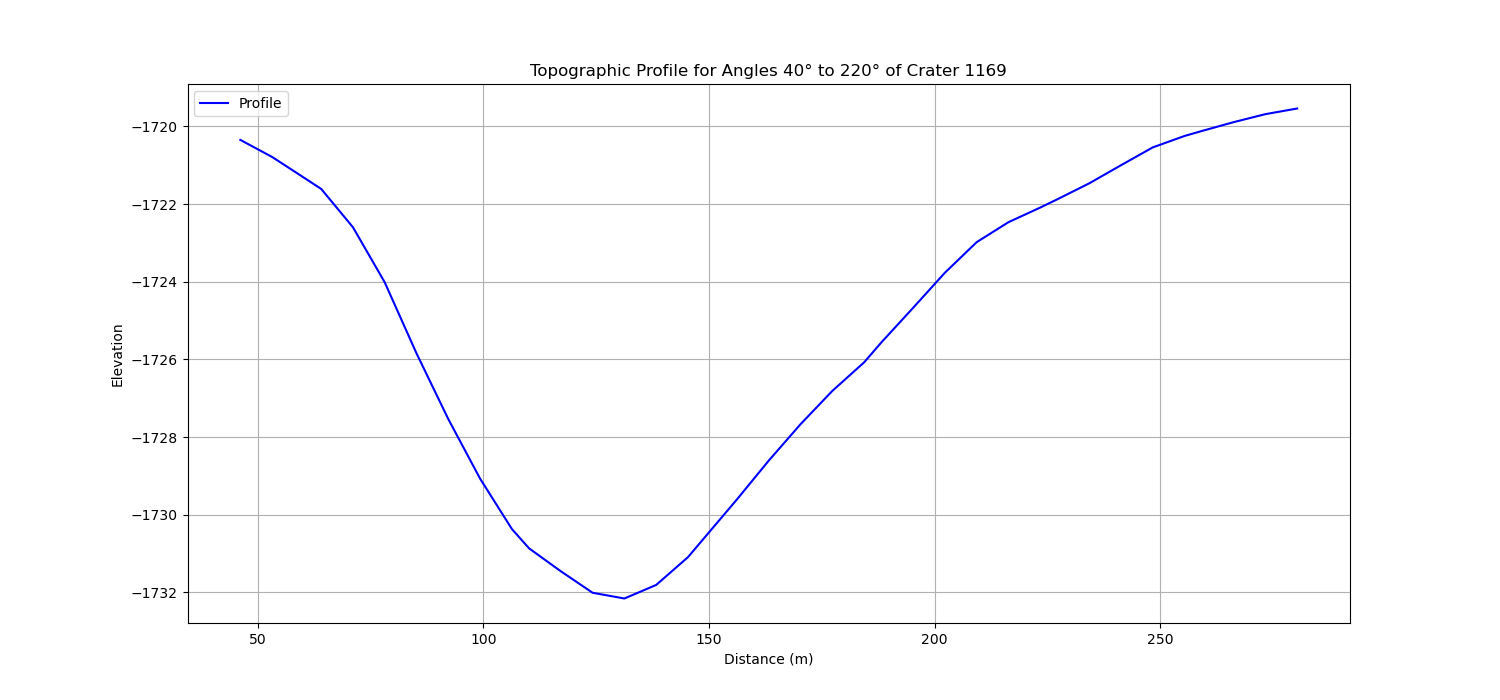 Topographic Profile for Angles 40° to 220° of Crater 1169
Profile
−1720
−1722
−1724
−1726
−1728
−1730
−1732
Elevation
50 100 150 200 250
Distance (m)